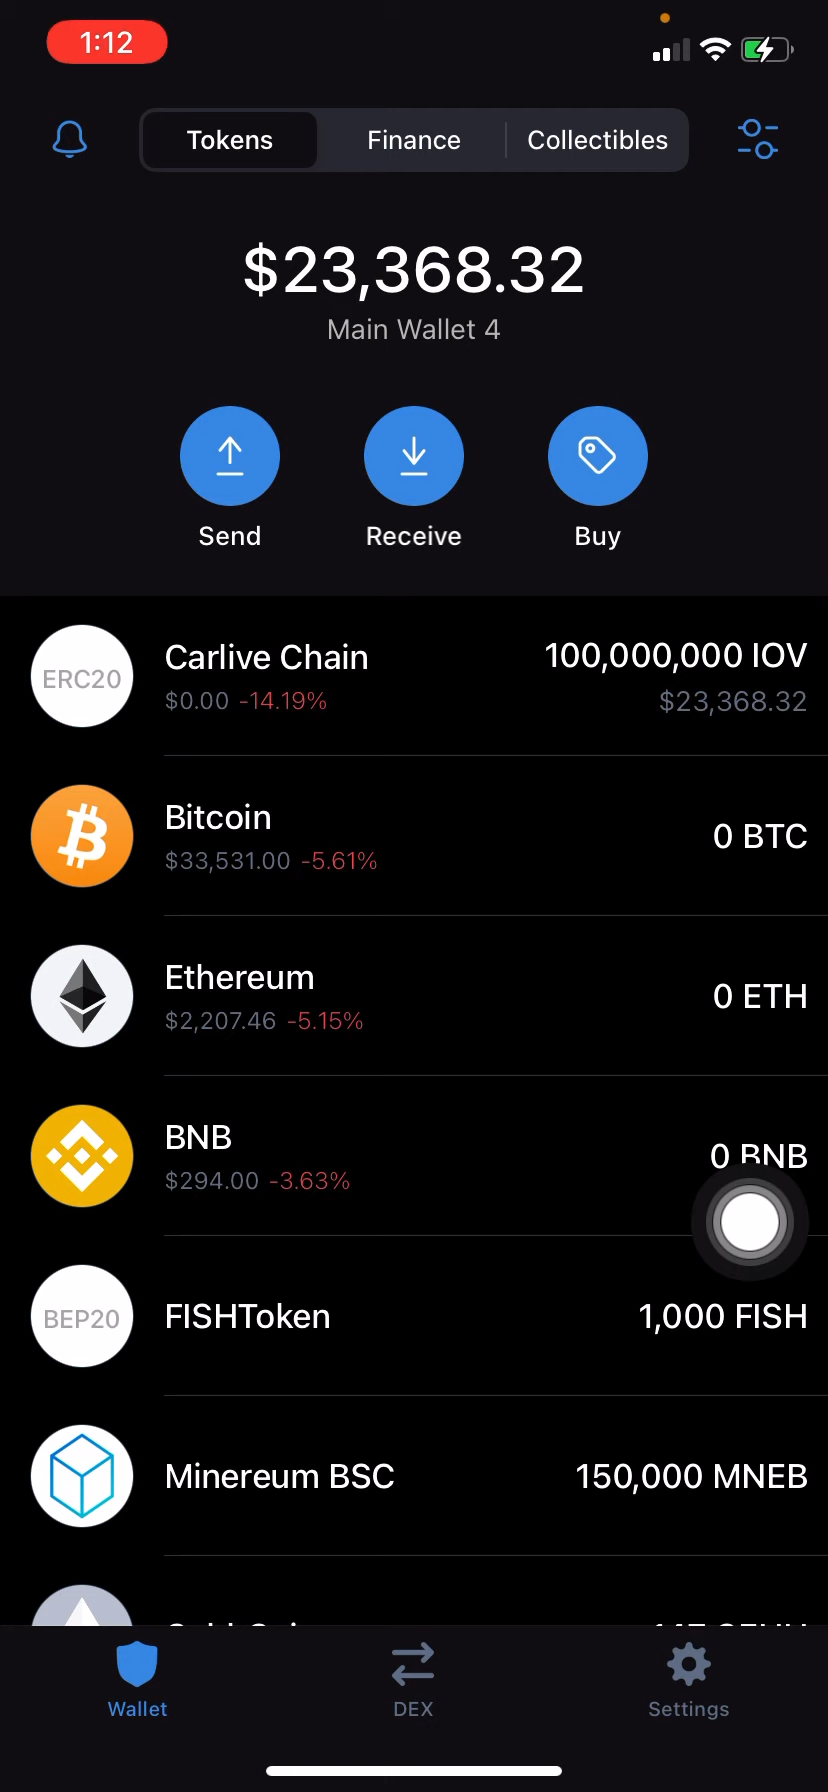 1:12
Tokens
Finance
Collectibles
$23,368.32
Main Wallet 4
Send
Receive
Buy
ERC20
Carlive Chain
100,000,000 IOV
$0.00 -14.19%
$23,368.32
Bitcoin
0 BTC
$33,531.00 -5.61%
Ethereum
0 ETH
$2,207.46 -5.15%
BNB
0 BNB
$294.00 -3.63%
BEP20
FISHToken
1,000 FISH
Minereum BSC
150,000 MNEB
Wallet
DEX
Settings